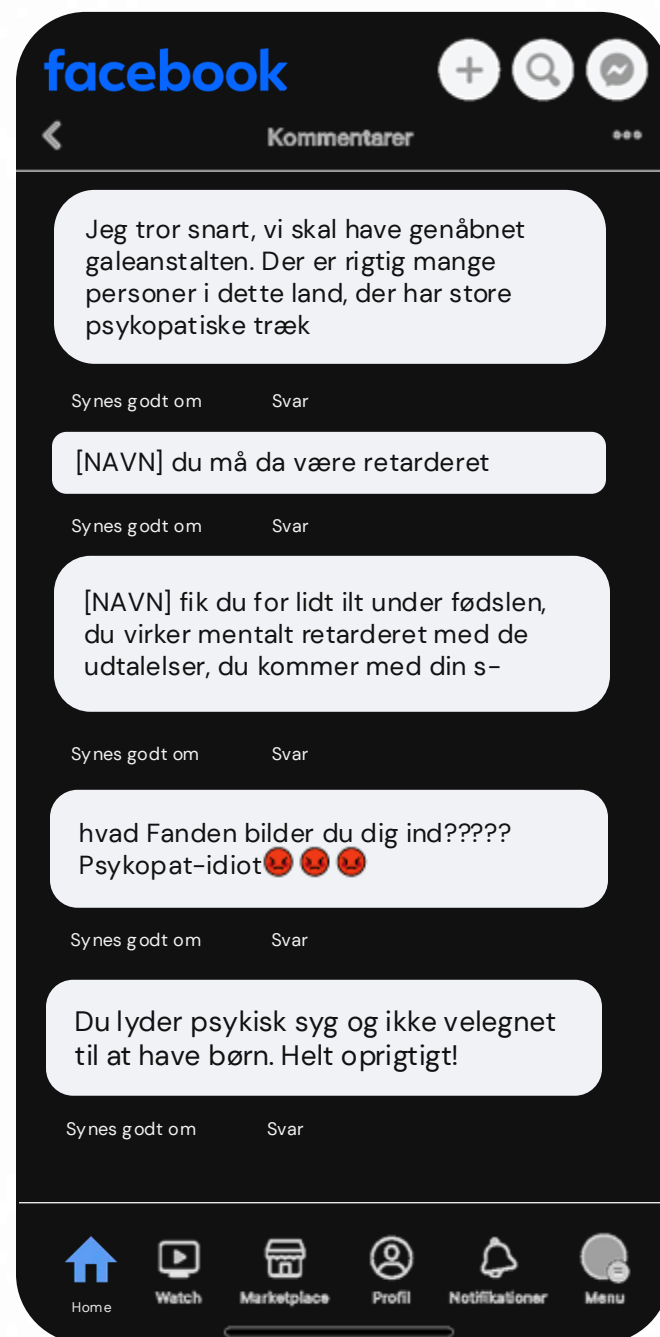 facebook
Kommentarer
Jeg tror snart, vi skal have genåbnet
galeanstalten. Der er rigtig mange
personer i dette land, der har store
psykopatiske træk
Synes godt om Svar
[NAVN] du må da være retarderet
Synes godt om Svar
[NAVN] fik du for lidt ilt under fødslen,
du virker mentalt retarderet med de
udtalelser, du kommer med din s-
Synes godt om Svar
hvad Fanden bilder du dig ind?????
Psykopat-idiot😡😡😡
Synes godt om Svar
Du lyder psykisk syg og ikke velegnet
til at have børn. Helt oprigtigt!
Synes godt om Svar
Home Watch Marketplace Profil Notifikationer Menu